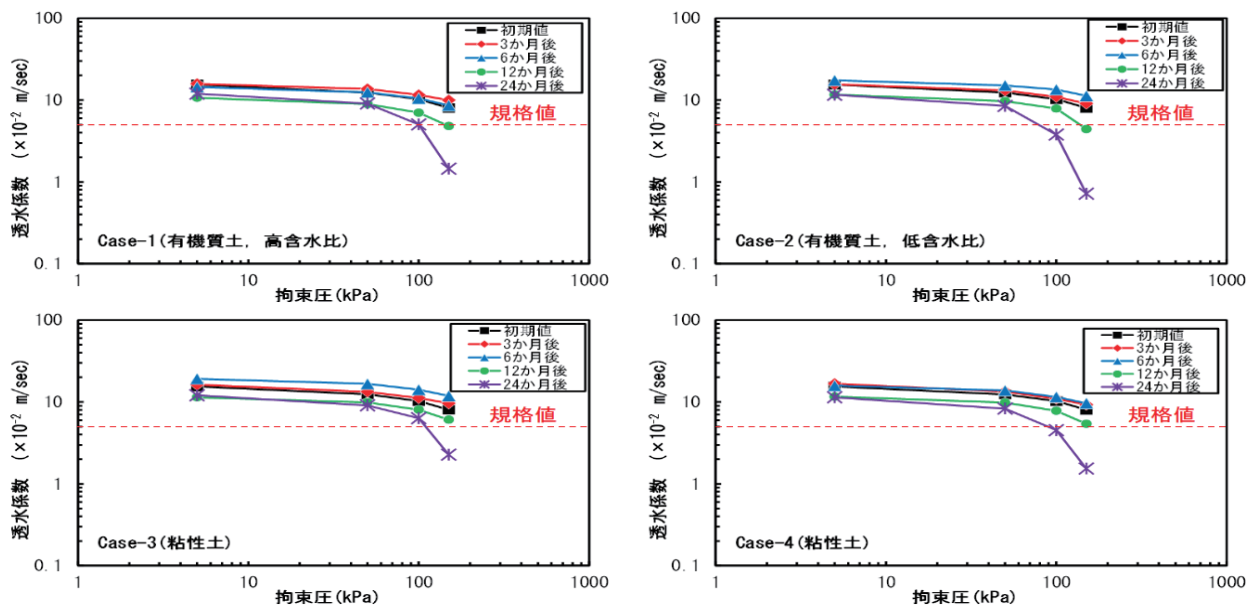 透水係数 (×10⁻² m/sec)
100
10
1
0.1
初期値
3か月後
6か月後
12か月後
24か月後
規格値
Case-1(有機質土，高含水比)
1
10
100
1000
拘束圧(kPa)
透水係数 (×10⁻² m/sec)
100
10
1
0.1
初期値
3か月後
6か月後
12か月後
24か月後
規格値
Case-2(有機質土，低含水比)
1
10
100
1000
拘束圧(kPa)
透水係数 (×10⁻² m/sec)
100
10
1
0.1
初期値
3か月後
6か月後
12か月後
24か月後
規格値
Case-3(粘性土)
1
10
100
1000
拘束圧(kPa)
透水係数 (×10⁻² m/sec)
100
10
1
0.1
初期値
3か月後
6か月後
12か月後
24か月後
規格値
Case-4(粘性土)
1
10
100
1000
拘束圧(kPa)